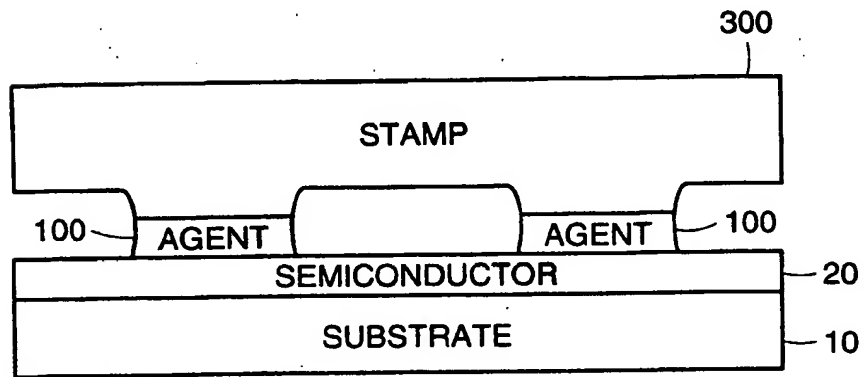 300
STAMP
100 AGENT AGENT 100
SEMICONDUCTOR 20
SUBSTRATE 10